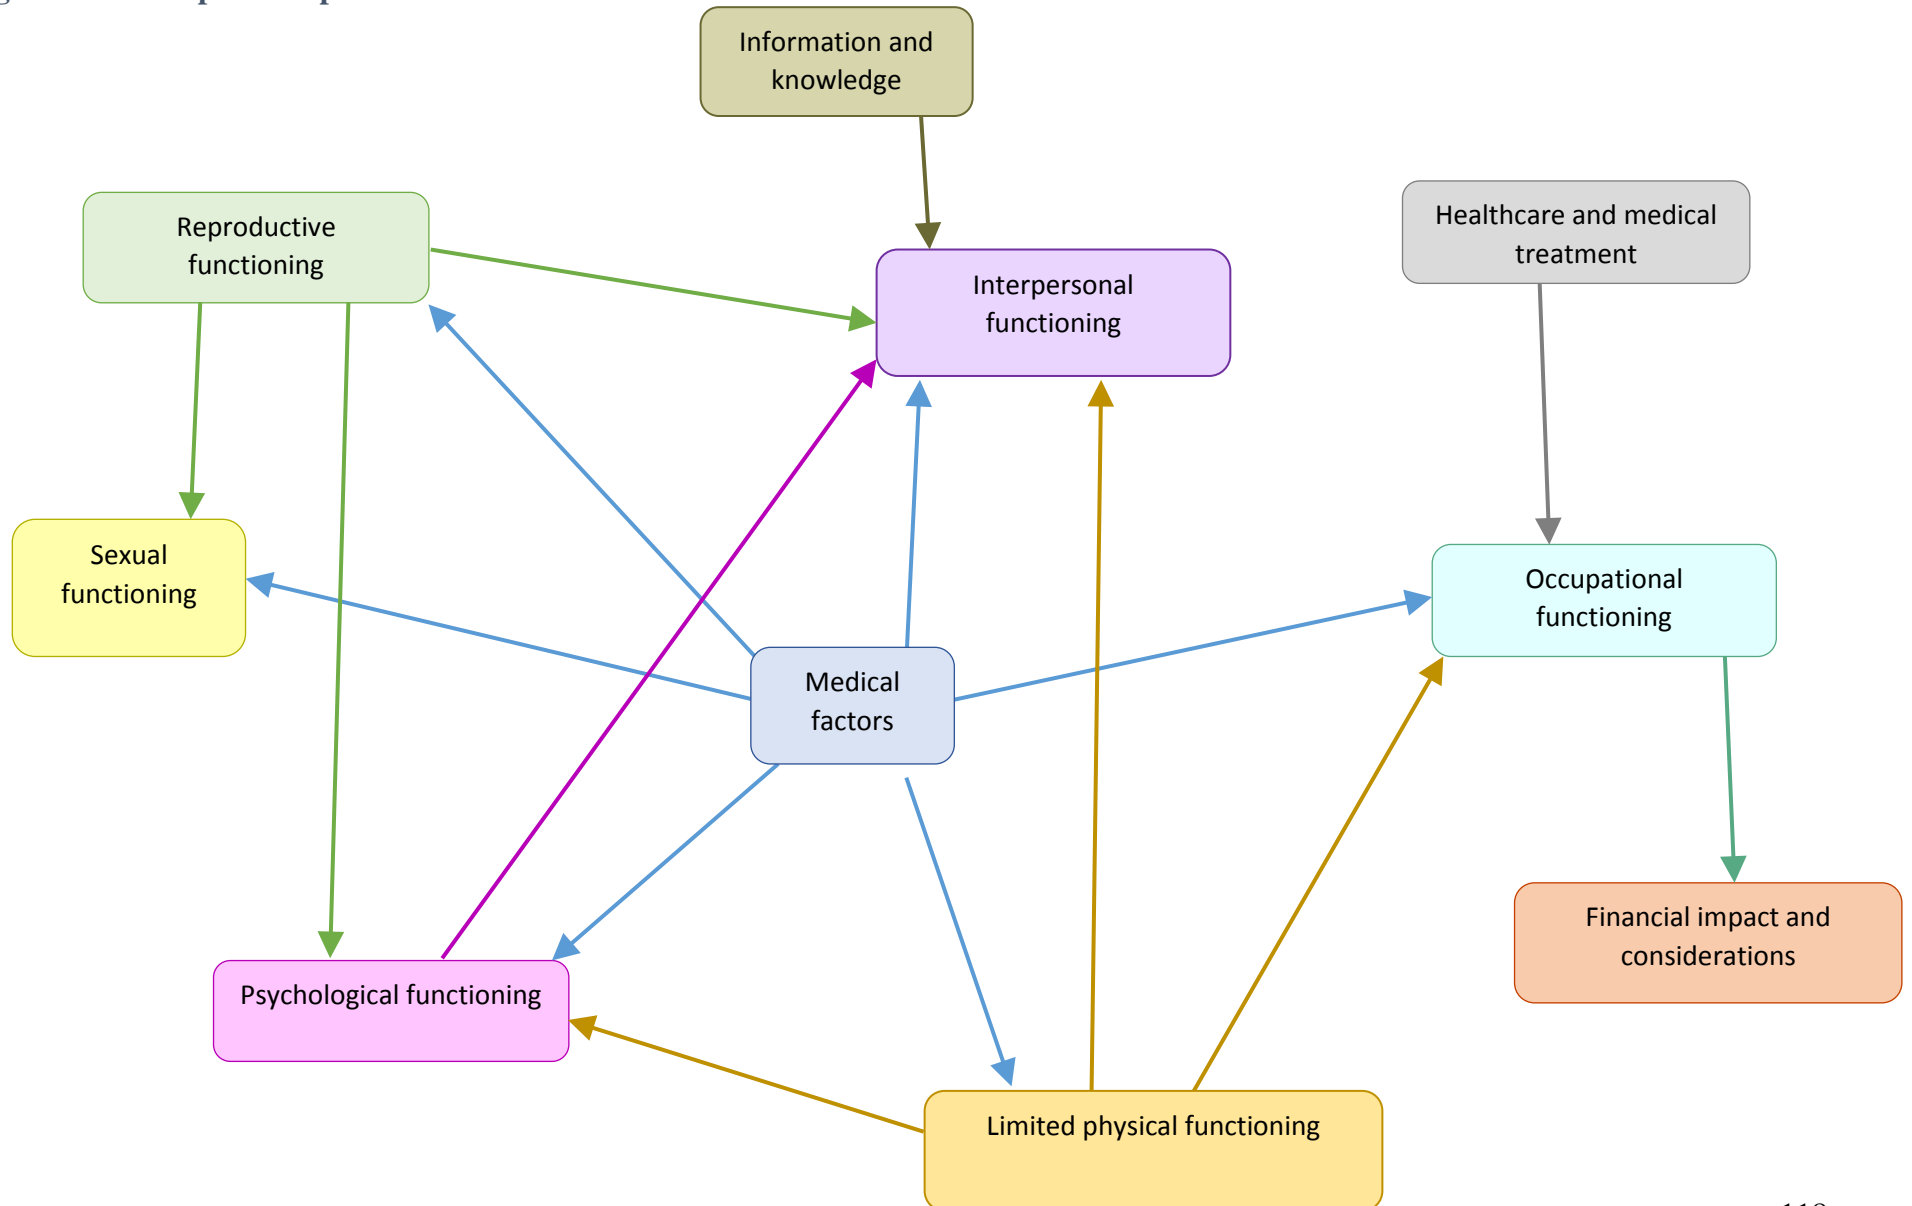 Information and
knowledge
Reproductive
functioning
Healthcare and medical
treatment
Interpersonal
functioning
Sexual
functioning
Occupational
functioning
Medical
factors
Financial impact and
considerations
Psychological functioning
Limited physical functioning